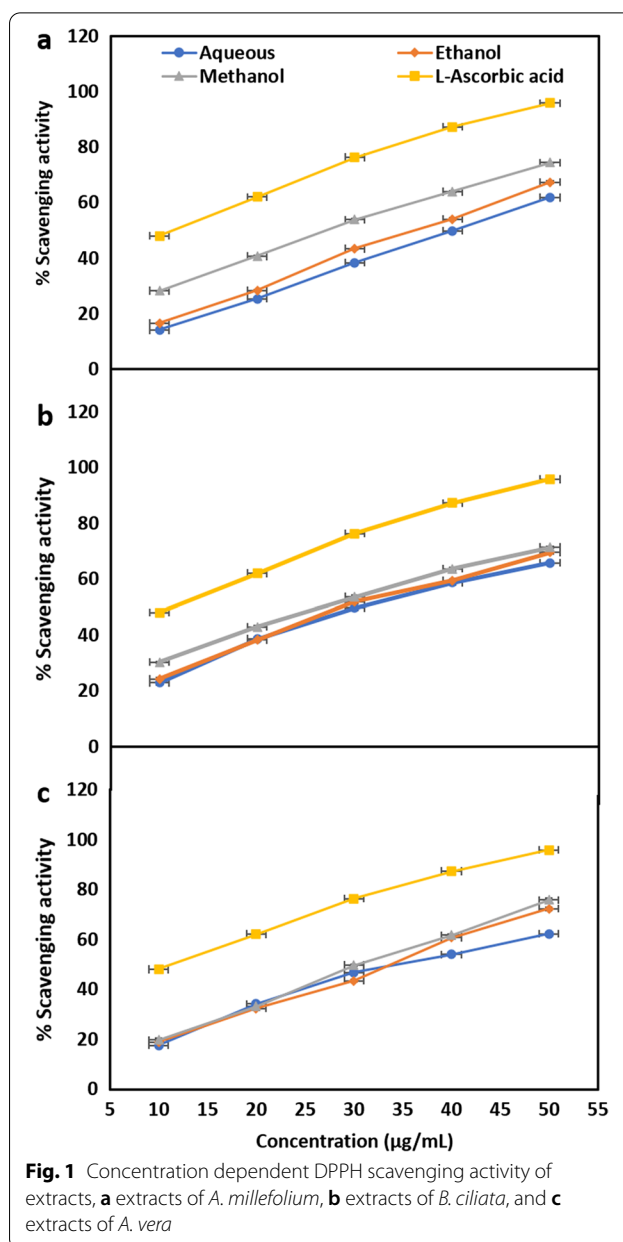 a
120
100
80
60
40
20
0
% Scavenging activity
Aqueous
Ethanol
Methanol
L-Ascorbic acid
b
120
100
80
60
40
20
0
% Scavenging activity
c
120
100
80
60
40
20
0
% Scavenging activity
5 10 15 20 25 30 35 40 45 50 55
Concentration (µg/mL)
Fig. 1 Concentration dependent DPPH scavenging activity of
extracts, a extracts of A. millefolium, b extracts of B. ciliata, and c
extracts of A. vera